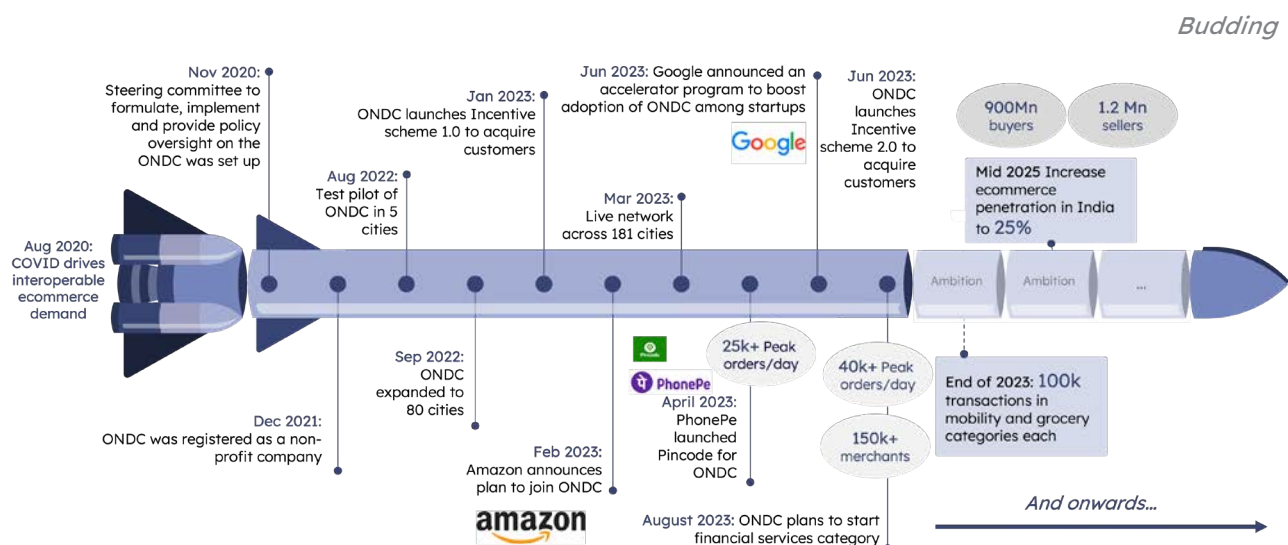 Budding
Aug 2020:
COVID drives
interoperable
ecommerce
demand
Nov 2020:
Steering committee to
formulate, implement
and provide policy
oversight on the
ONDC was set up
Dec 2021:
ONDC was registered as a non-
profit company
Aug 2022:
Test pilot of
ONDC in 5
cities
Sep 2022:
ONDC
expanded to
80 cities
Jan 2023:
ONDC launches Incentive
scheme 1.0 to acquire
customers
Feb 2023:
Amazon announces
plan to join ONDC
amazon
Mar 2023:
Live network
across 181 cities
Pincode
PhonePe
April 2023:
PhonePe
launched
Pincode for
ONDC
25k+ Peak
orders/day
Jun 2023: Google announced an
accelerator program to boost
adoption of ONDC among startups
Google
Jun 2023:
ONDC
launches
Incentive
scheme 2.0 to
acquire
customers
40k+ Peak
orders/day
150k+
merchants
August 2023: ONDC plans to start
financial services category
900Mn
buyers
1.2 Mn
sellers
Mid 2025 Increase
ecommerce
penetration in India
to 25%
Ambition
Ambition
...
End of 2023: 100k
transactions in
mobility and grocery
categories each
And onwards...